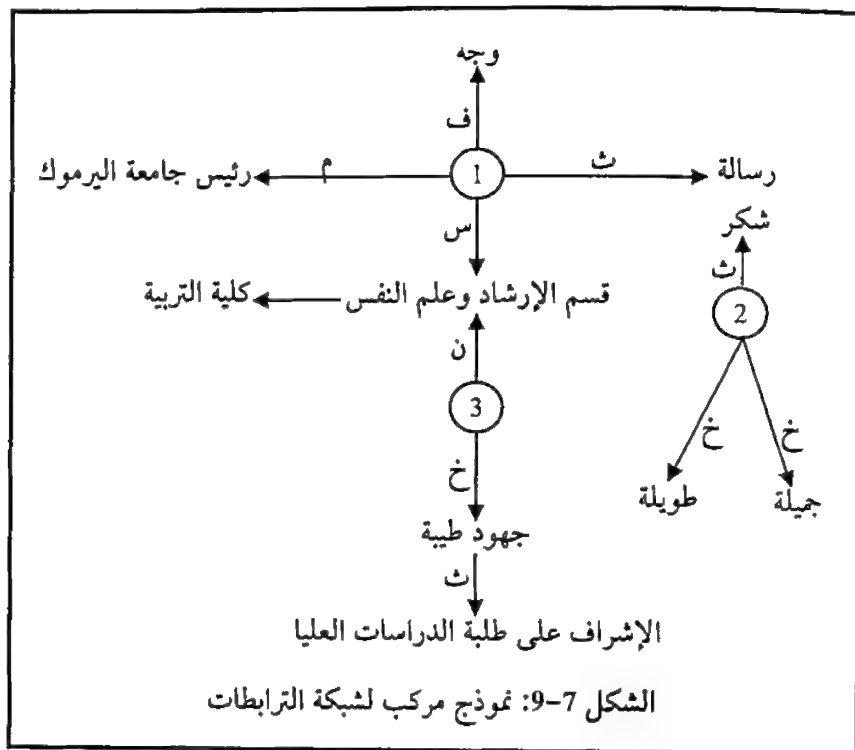 وجه
ف
رئيس جامعة اليرموك م 1 ث رسالة
س
شكر
ث
قسم الإرشاد وعلم النفس كلية التربية
2
ن
3
خ خ
خ
طويلة جميلة
جهود طيبة
ث
الإشراف على طلبة الدراسات العليا
الشكل 7-9: نموذج مركب لشبكة الترابطات